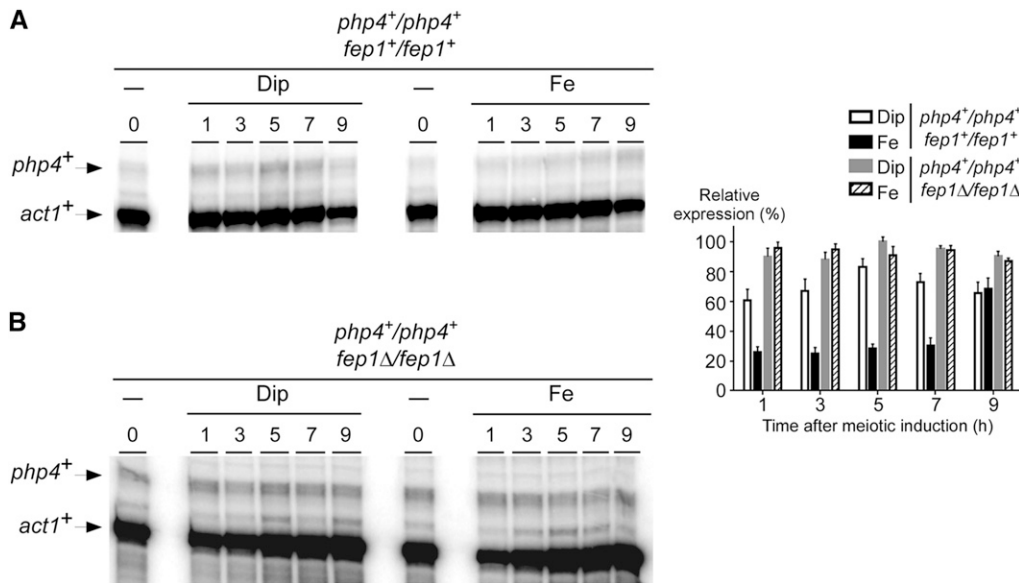 A
php4+/php4+
fep1+/fep1+
— Dip — Fe
0 1 3 5 7 9 0 1 3 5 7 9
php4+
act1+
Dip php4+/php4+
Fe fep1+/fep1+
Dip php4+/php4+
Fe fep1Δ/fep1Δ
Relative
expression (%)
100
80
60
40
20
0
1 3 5 7 9
Time after meiotic induction (h)
B
php4+/php4+
fep1Δ/fep1Δ
— Dip — Fe
0 1 3 5 7 9 0 1 3 5 7 9
php4+
act1+